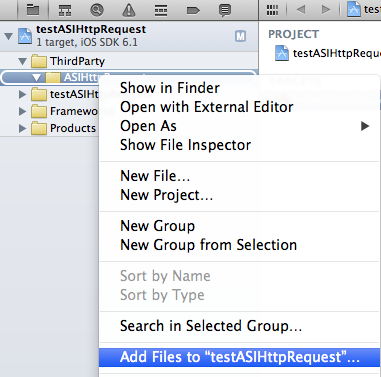 testASIHttpRequest
1 target, iOS SDK 6.1
M
PROJECT
testASIHttpReque
ThirdParty
ASIHttpRequest
testASIHt
Framewo
Products
Show in Finder
Open with External Editor
Open As
Show File Inspector
New File...
New Project...
New Group
New Group from Selection
Sort by Name
Sort by Type
Search in Selected Group...
Add Files to “testASIHttpRequest”...